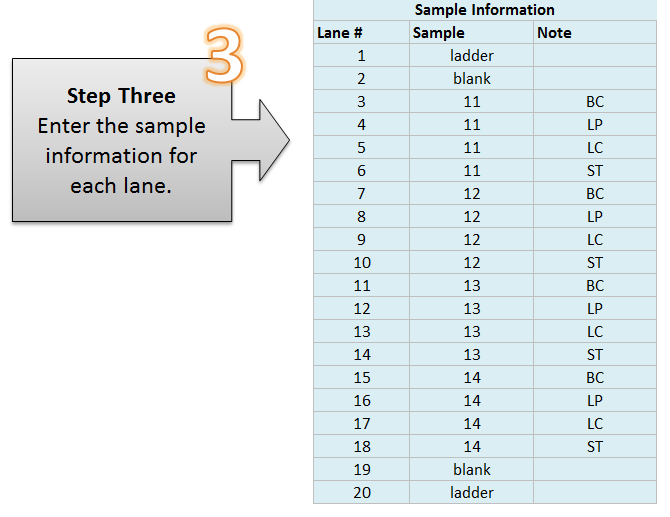 3
Step Three
Enter the sample
information for
each lane.
Sample Information
Lane # Sample Note
1 ladder
2 blank
3 11 BC
4 11 LP
5 11 LC
6 11 ST
7 12 BC
8 12 LP
9 12 LC
10 12 ST
11 13 BC
12 13 LP
13 13 LC
14 13 ST
15 14 BC
16 14 LP
17 14 LC
18 14 ST
19 blank
20 ladder